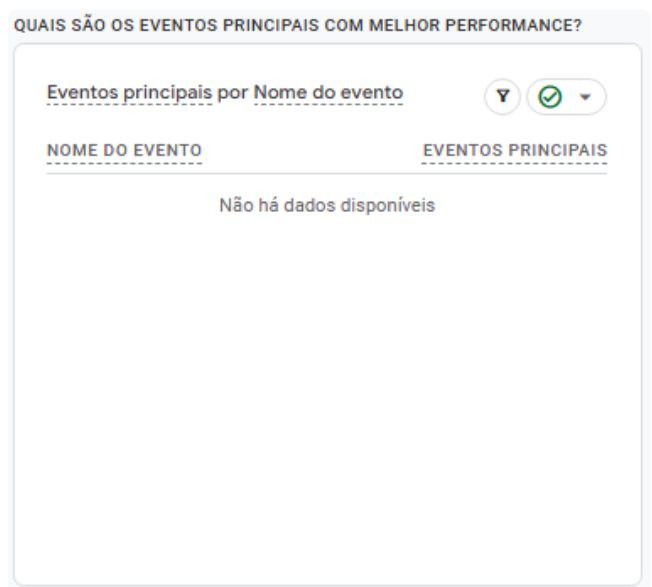 QUAIS SÃO OS EVENTOS PRINCIPAIS COM MELHOR PERFORMANCE?
Eventos principais por Nome do evento
NOME DO EVENTO EVENTOS PRINCIPAIS
Não há dados disponíveis